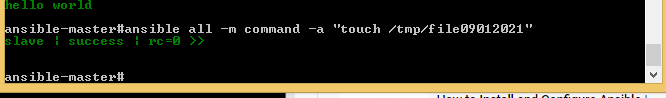 hello world
ansible-master#ansible all -m command -a "touch /tmp/file09012021"
slave | success | rc=0 >>
ansible-master#
How to Install and Configure Ansible